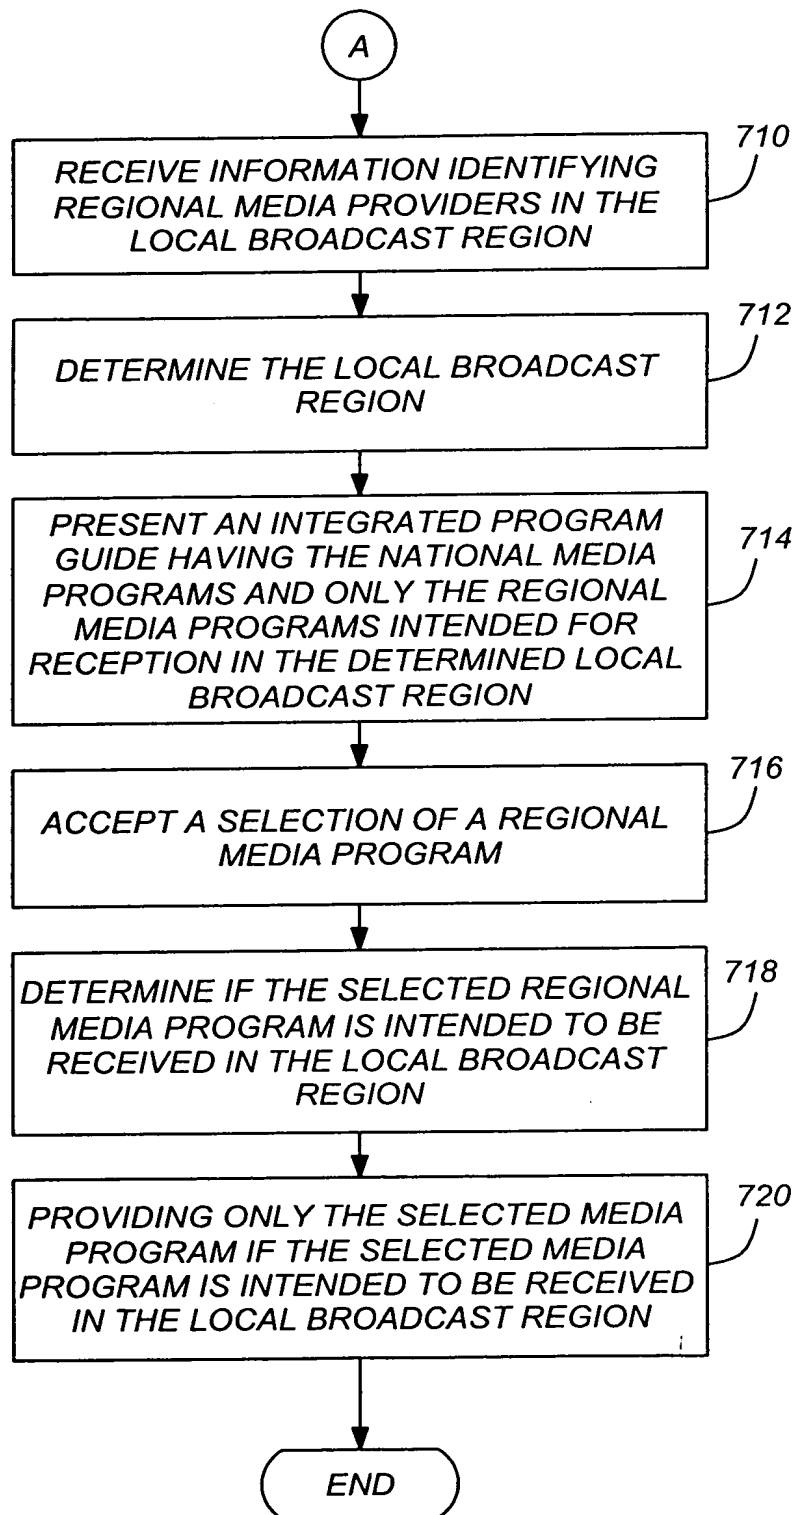 A
710
RECEIVE INFORMATION IDENTIFYING
REGIONAL MEDIA PROVIDERS IN THE
LOCAL BROADCAST REGION
712
DETERMINE THE LOCAL BROADCAST
REGION
714
PRESENT AN INTEGRATED PROGRAM
GUIDE HAVING THE NATIONAL MEDIA
PROGRAMS AND ONLY THE REGIONAL
MEDIA PROGRAMS INTENDED FOR
RECEPTION IN THE DETERMINED LOCAL
BROADCAST REGION
716
ACCEPT A SELECTION OF A REGIONAL
MEDIA PROGRAM
718
DETERMINE IF THE SELECTED REGIONAL
MEDIA PROGRAM IS INTENDED TO BE
RECEIVED IN THE LOCAL BROADCAST
REGION
720
PROVIDING ONLY THE SELECTED MEDIA
PROGRAM IF THE SELECTED MEDIA
PROGRAM IS INTENDED TO BE RECEIVED
IN THE LOCAL BROADCAST REGION
END